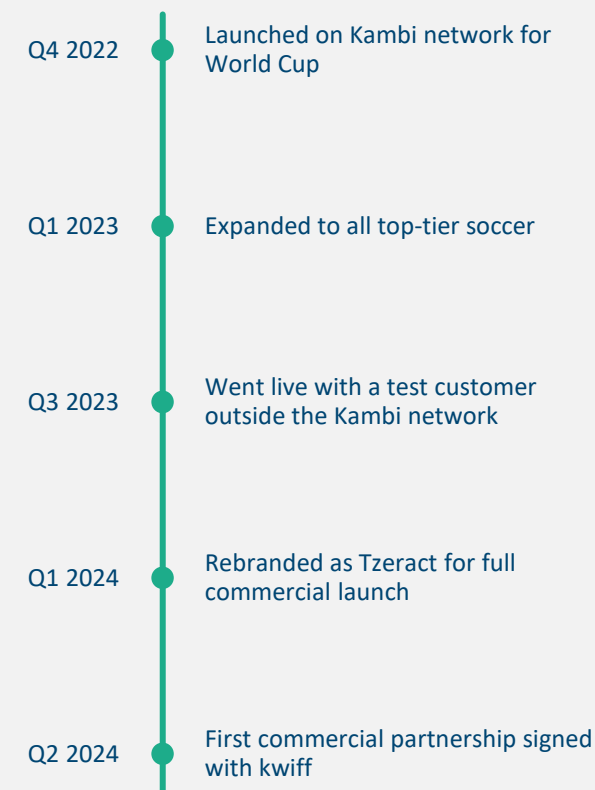 Q4 2022
Launched on Kambi network for
World Cup
Q1 2023
Expanded to all top-tier soccer
Q3 2023
Went live with a test customer
outside the Kambi network
Q1 2024
Rebranded as Tzeract for full
commercial launch
Q2 2024
First commercial partnership signed
with kwiff